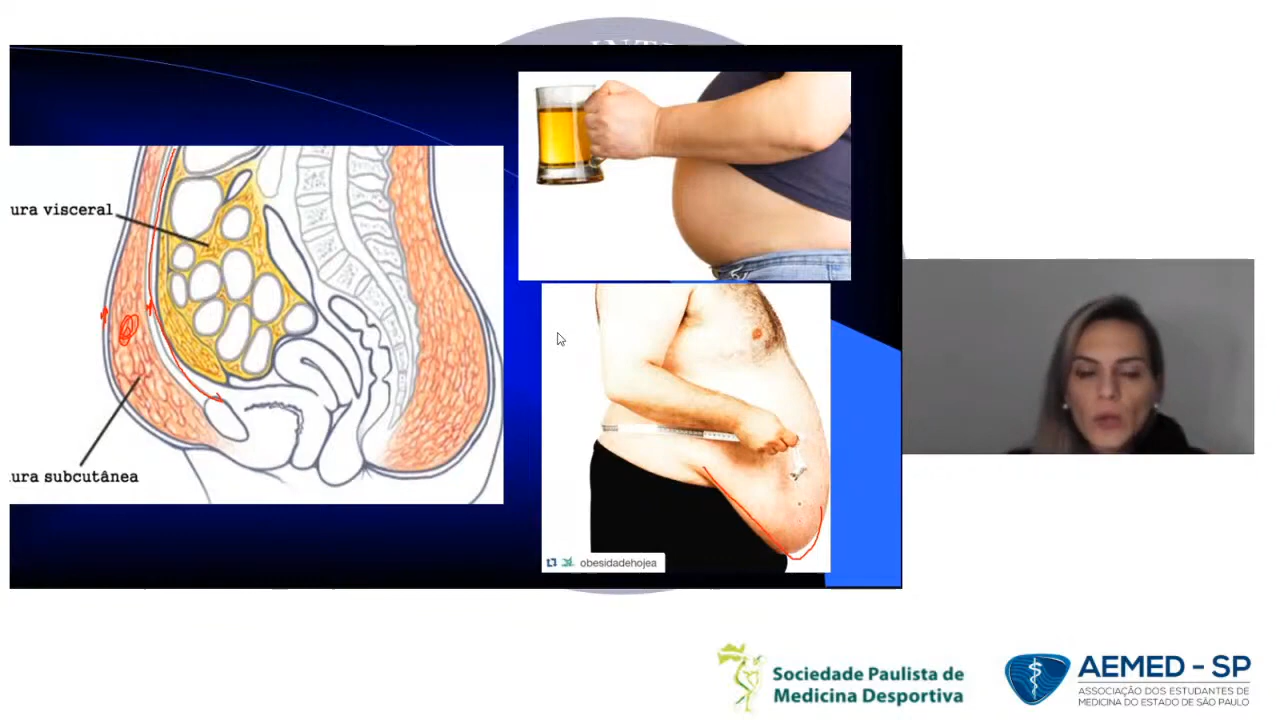 ura visceral
ura subcutânea
obesidadehojea
Sociedade Paulista de
Medicina Desportiva
AEMED - SP
ASSOCIAÇÃO DOS ESTUDANTES DE
MEDICINA DO ESTADO DE SÃO PAULO